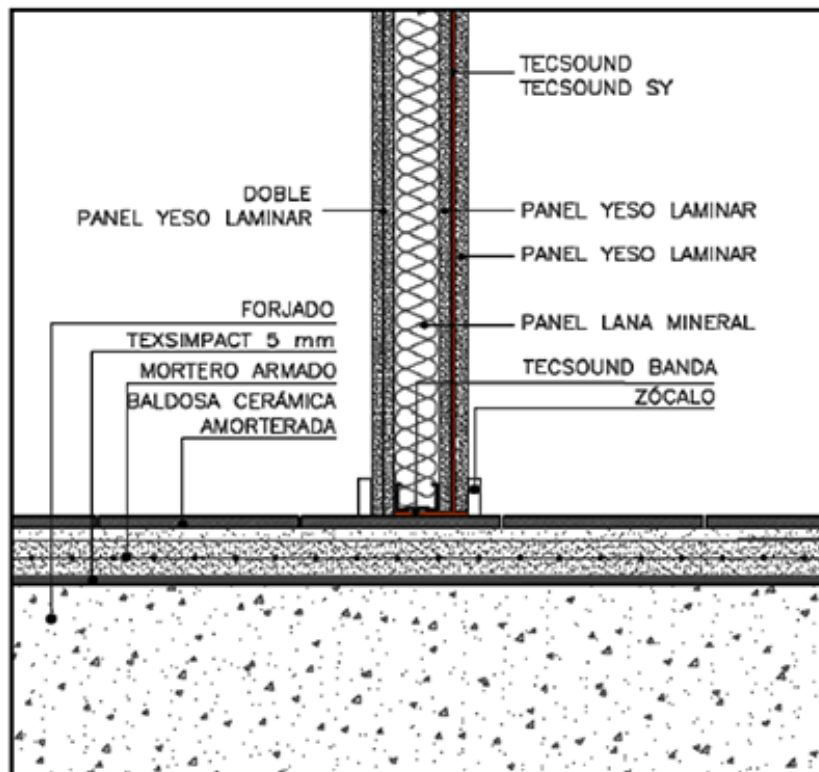 TECSOUND
TECSOUND SY
DOBLE
PANEL YESO LAMINAR
PANEL YESO LAMINAR
PANEL YESO LAMINAR
FORJADO
PANEL LANA MINERAL
TEXSIMPACT 5 mm
TECSOUND BANDA
MORTERO ARMADO
BALDOSA CERÁMICA
ZÓCALO
AMORTERADA